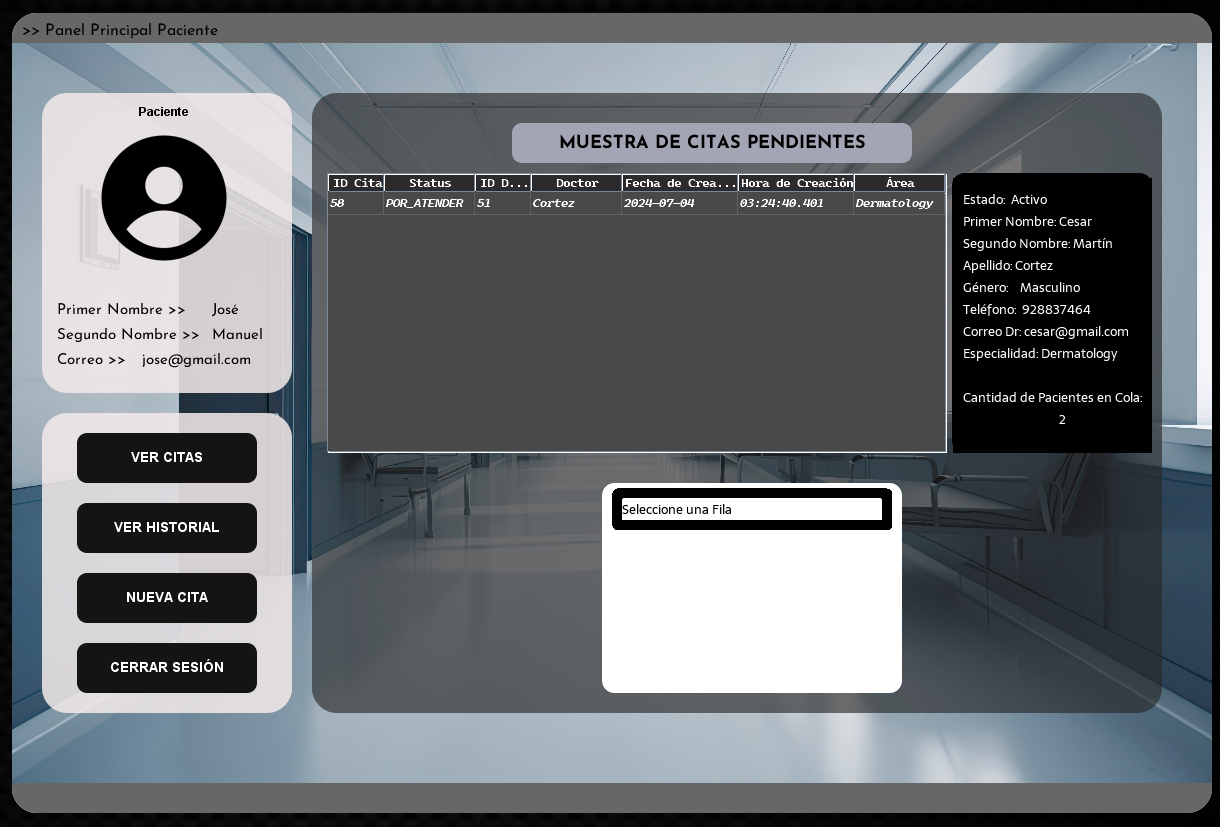 >> Panel Principal Paciente
Paciente
Primer Nombre >> José
Segundo Nombre >> Manuel
Correo >> jose@gmail.com
VER CITAS
VER HISTORIAL
NUEVA CITA
CERRAR SESIÓN
MUESTRA DE CITAS PENDIENTES
ID Cita Status ID D... Doctor Fecha de Crea... Hora de Creación Área
58 POR_ATENDER 51 Cortez 2024-07-04 03:24:40.401 Dermatology
Estado: Activo
Primer Nombre: Cesar
Segundo Nombre: Martín
Apellido: Cortez
Género: Masculino
Teléfono: 928837464
Correo Dr: cesar@gmail.com
Especialidad: Dermatology
Cantidad de Pacientes en Cola:
2
Seleccione una Fila